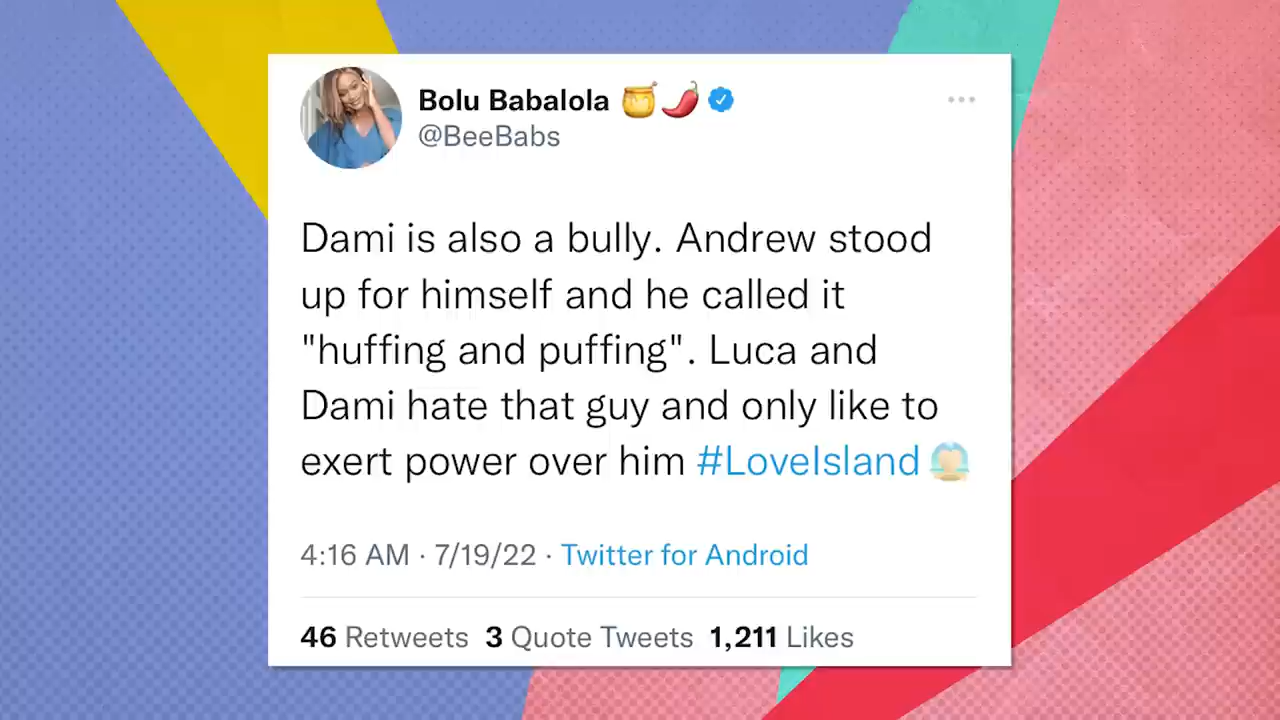 Bolu Babalola 🍯🌶️
@BeeBabs
Dami is also a bully. Andrew stood
up for himself and he called it
"huffing and puffing". Luca and
Dami hate that guy and only like to
exert power over him #LoveIsland
4:16 AM · 7/19/22 · Twitter for Android
46 Retweets 3 Quote Tweets 1,211 Likes